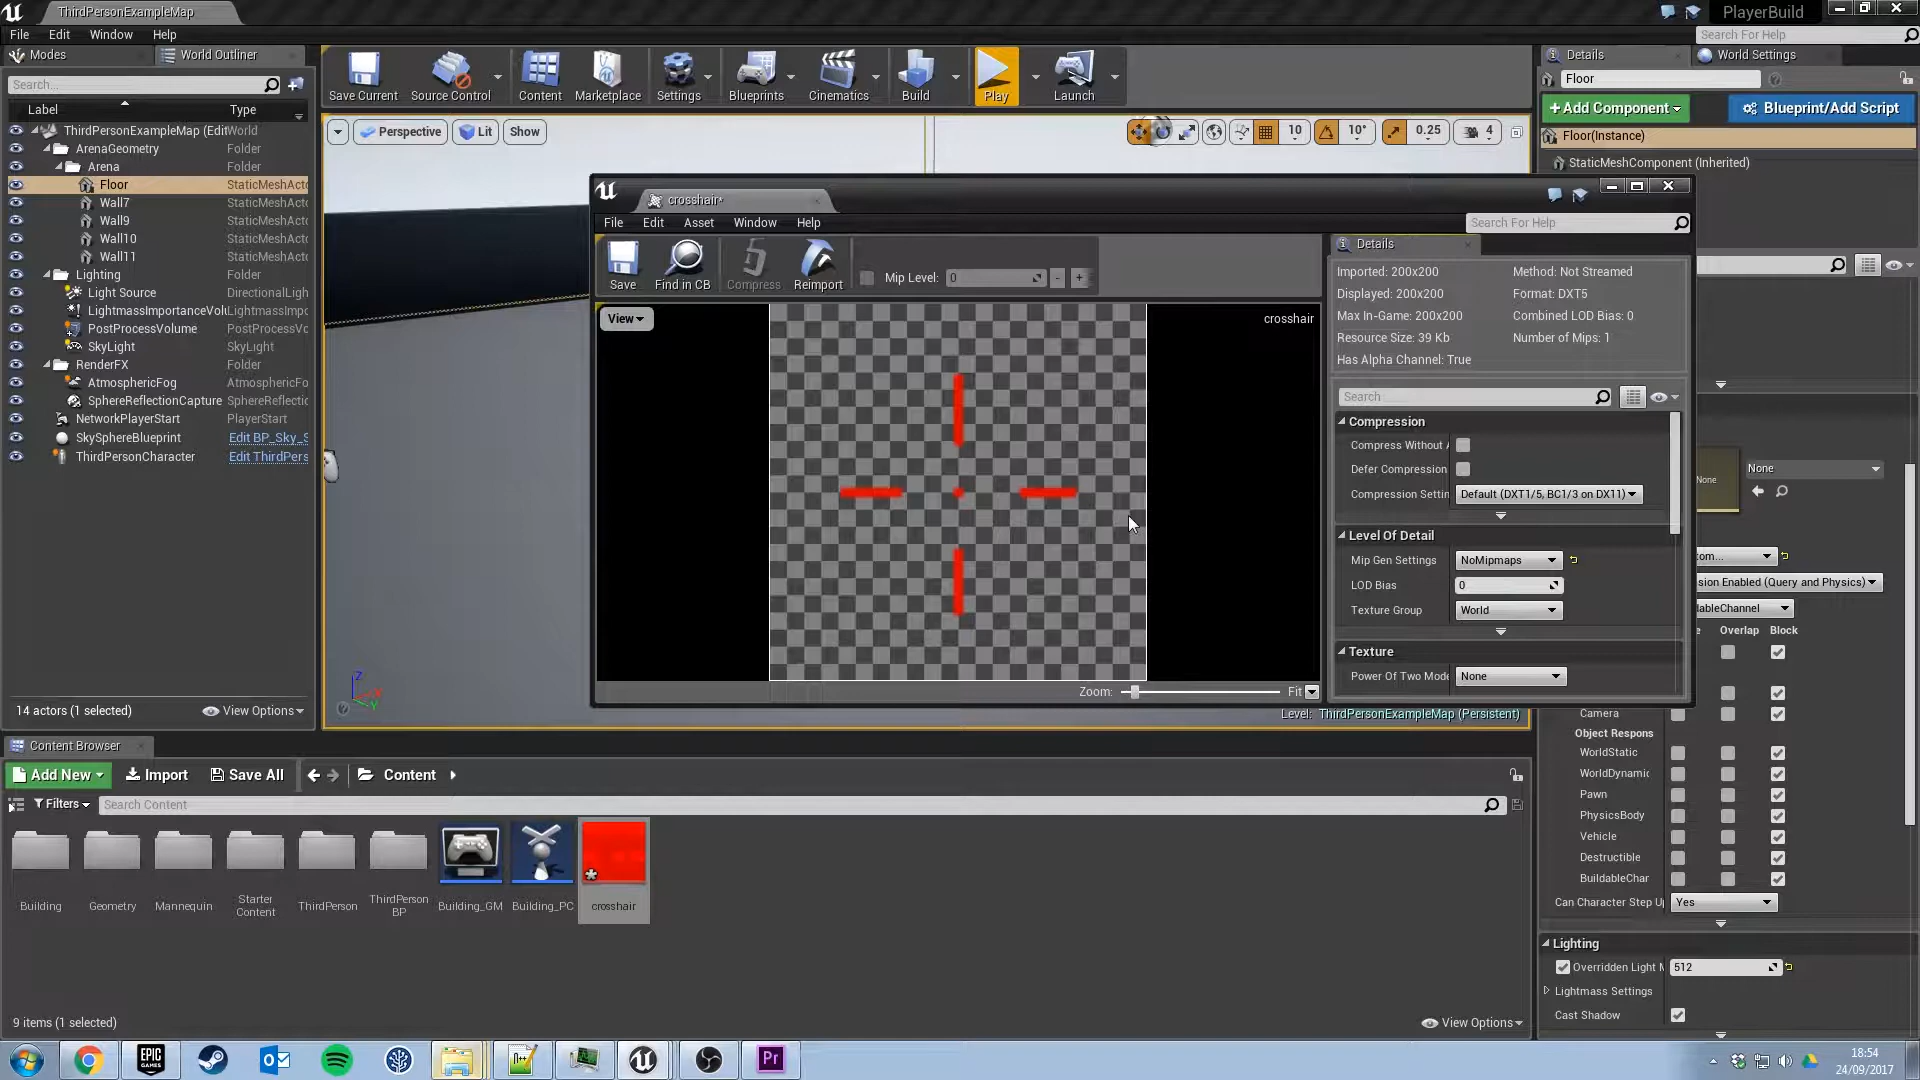 ThirdPersonExampleMap
PlayerBuild
File Edit Window Help
Search For Help
Modes
World Outliner
Search...
Label Type
ThirdPersonExampleMap (Edit World
ArenaGeometry Folder
Arena Folder
Floor StaticMeshActo
Wall7 StaticMeshActo
Wall9 StaticMeshActo
Wall10 StaticMeshActo
Wall11 StaticMeshActo
Lighting Folder
Light Source DirectionalLigh
LightmassImportanceVolu LightmassImpo
PostProcessVolume PostProcessVo
SkyLight SkyLight
RenderFX Folder
AtmosphericFog AtmosphericFo
SphereReflectionCapture SphereReflectio
NetworkPlayerStart PlayerStart
SkySphereBlueprint Edit BP_Sky_S
ThirdPersonCharacter Edit ThirdPers
14 actors (1 selected)
View Options
Save Current
Source Control
Content
Marketplace
Settings
Blueprints
Cinematics
Build
Play
Launch
Perspective
Lit
Show
10
10°
0.25
4
crosshair*
File Edit Asset Window Help
Search For Help
Save
Find in CB
Compress
Reimport
Mip Level: 0 - +
View
crosshair
Zoom: Fit
Details
Imported: 200x200 Method: Not Streamed
Displayed: 200x200 Format: DXT5
Max In-Game: 200x200 Combined LOD Bias: 0
Resource Size: 39 Kb Number of Mips: 1
Has Alpha Channel: True
Search
Compression
Compress Without A
Defer Compression
Compression Settin Default (DXT1/5, BC1/3 on DX11)
Level Of Detail
Mip Gen Settings NoMipmaps
LOD Bias 0
Texture Group World
Texture
Power Of Two Mode None
Level: ThirdPersonExampleMap (Persistent)
Details
World Settings
Floor
+Add Component
Blueprint/Add Script
Floor(Instance)
StaticMeshComponent (Inherited)
None
None
tom...
sion Enabled (Query and Physics)
lableChannel
e Overlap Block
Camera
Object Respons
WorldStatic
WorldDynamic
Pawn
PhysicsBody
Vehicle
Destructible
BuildableChar
Can Character Step Up Yes
Lighting
Overridden Light M 512
Lightmass Settings
Cast Shadow
Content Browser
Add New
Import
Save All
Content
Filters
Search Content
Building
Geometry
Mannequin
Starter Content
ThirdPerson
ThirdPerson BP
Building_GM
Building_PC
crosshair
9 items (1 selected)
View Options
EPIC GAMES
Pr
18:54
24/09/2017